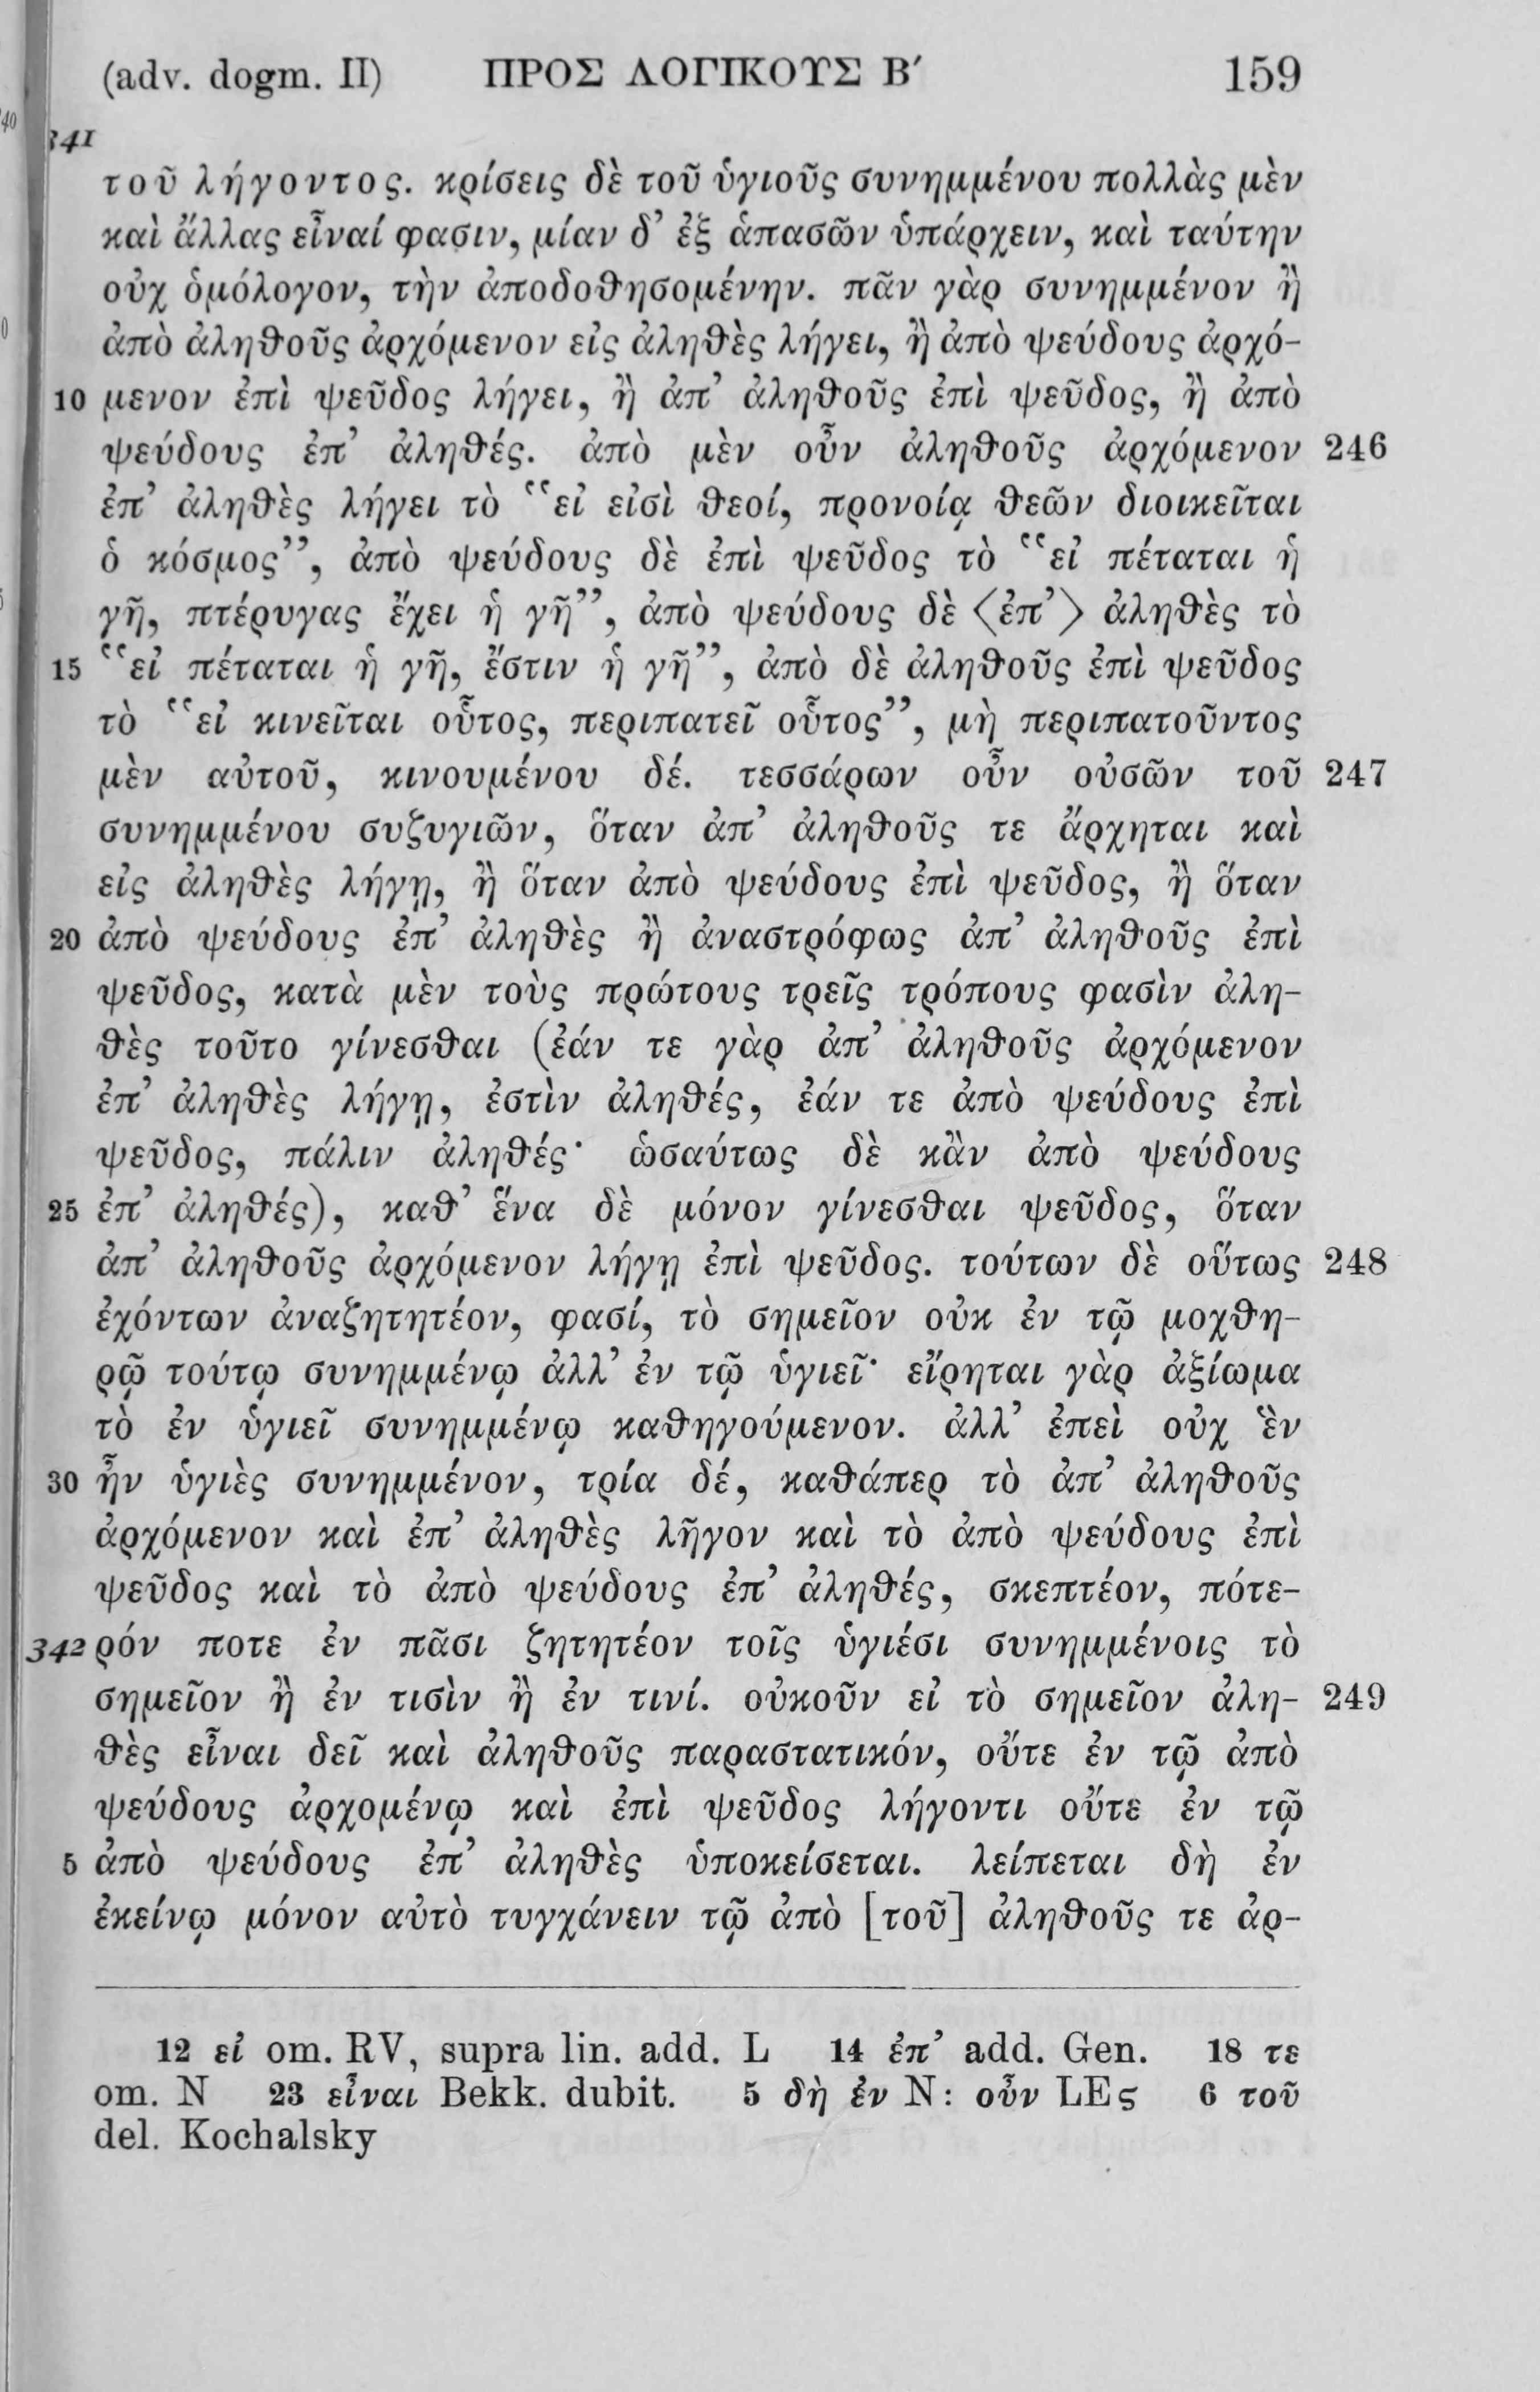 (adv. dogm. II) ΠΡΟΣ ΛΟΓΙΚΟΥΣ Β′ 159
341
τοῦ λήγοντος. κρίσεις δὲ τοῦ ὑγιοῦς συνημμένου πολλὰς μὲν
καὶ ἄλλας εἶναί φασιν, μίαν δ’ ἐξ ἁπασῶν ὑπάρχειν, καὶ ταύτην
οὐχ ὁμόλογον, τὴν ἀποδοθησομένην. πᾶν γὰρ συνημμένον ἢ
ἀπὸ ἀληθοῦς ἀρχόμενον εἰς ἀληθὲς λήγει, ἢ ἀπὸ ψεύδους ἀρχό-
10 μενον ἐπὶ ψεῦδος λήγει, ἢ ἀπ’ ἀληθοῦς ἐπὶ ψεῦδος, ἢ ἀπὸ
ψεύδους ἐπ’ ἀληθές. ἀπὸ μὲν οὖν ἀληθοῦς ἀρχόμενον 246
ἐπ’ ἀληθὲς λήγει τὸ “εἰ εἰσὶ θεοί, προνοίᾳ θεῶν διοικεῖται
ὁ κόσμος”, ἀπὸ ψεύδους δὲ ἐπὶ ψεῦδος τὸ “εἰ πέταται ἡ
γῆ, πτέρυγας ἔχει ἡ γῆ”, ἀπὸ ψεύδους δὲ ⟨ἐπ’⟩ ἀληθὲς τὸ
15 “εἰ πέταται ἡ γῆ, ἔστιν ἡ γῆ”, ἀπὸ δὲ ἀληθοῦς ἐπὶ ψεῦδος
τὸ “εἰ κινεῖται οὗτος, περιπατεῖ οὗτος”, μὴ περιπατοῦντος
μὲν αὐτοῦ, κινουμένου δέ. τεσσάρων οὖν οὐσῶν τοῦ 247
συνημμένου συζυγιῶν, ὅταν ἀπ’ ἀληθοῦς τε ἄρχηται καὶ
εἰς ἀληθὲς λήγῃ, ἢ ὅταν ἀπὸ ψεύδους ἐπὶ ψεῦδος, ἢ ὅταν
20 ἀπὸ ψεύδους ἐπ’ ἀληθὲς ἢ ἀναστρόφως ἀπ’ ἀληθοῦς ἐπὶ
ψεῦδος, κατὰ μὲν τοὺς πρώτους τρεῖς τρόπους φασὶν ἀλη-
θὲς τοῦτο γίνεσθαι (ἐάν τε γὰρ ἀπ’ ἀληθοῦς ἀρχόμενον
ἐπ’ ἀληθὲς λήγῃ, ἐστὶν ἀληθές, ἐάν τε ἀπὸ ψεύδους ἐπὶ
ψεῦδος, πάλιν ἀληθές· ὡσαύτως δὲ κἂν ἀπὸ ψεύδους
25 ἐπ’ ἀληθές), καθ’ ἕνα δὲ μόνον γίνεσθαι ψεῦδος, ὅταν
ἀπ’ ἀληθοῦς ἀρχόμενον λήγῃ ἐπὶ ψεῦδος. τούτων δὲ οὕτως 248
ἐχόντων ἀναζητητέον, φασί, τὸ σημεῖον οὐκ ἐν τῷ μοχθη-
ρῷ τούτῳ συνημμένῳ ἀλλ’ ἐν τῷ ὑγιεῖ· εἴρηται γὰρ ἀξίωμα
τὸ ἐν ὑγιεῖ συνημμένῳ καθηγούμενον. ἀλλ’ ἐπεὶ οὐχ ἓν
30 ἦν ὑγιὲς συνημμένον, τρία δέ, καθάπερ τὸ ἀπ’ ἀληθοῦς
ἀρχόμενον καὶ ἐπ’ ἀληθὲς λῆγον καὶ τὸ ἀπὸ ψεύδους ἐπὶ
ψεῦδος καὶ τὸ ἀπὸ ψεύδους ἐπ’ ἀληθές, σκεπτέον, πότε-
342 ρόν ποτε ἐν πᾶσι ζητητέον τοῖς ὑγιέσι συνημμένοις τὸ
σημεῖον ἢ ἐν τισὶν ἢ ἐν τινί. οὐκοῦν εἰ τὸ σημεῖον ἀλη- 249
θὲς εἶναι δεῖ καὶ ἀληθοῦς παραστατικόν, οὔτε ἐν τῷ ἀπὸ
ψεύδους ἀρχομένῳ καὶ ἐπὶ ψεῦδος λήγοντι οὔτε ἐν τῷ
5 ἀπὸ ψεύδους ἐπ’ ἀληθὲς ὑποκείσεται. λείπεται δὴ ἐν
ἐκείνῳ μόνον αὐτὸ τυγχάνειν τῷ ἀπὸ [τοῦ] ἀληθοῦς τε ἀρ-
12 εἰ om. RV, supra lin. add. L 14 ἐπ’ add. Gen. 18 τε
om. N 23 εἶναι Bekk. dubit. 5 δὴ ἐν N: οὖν LEς 6 τοῦ
del. Kochalsky